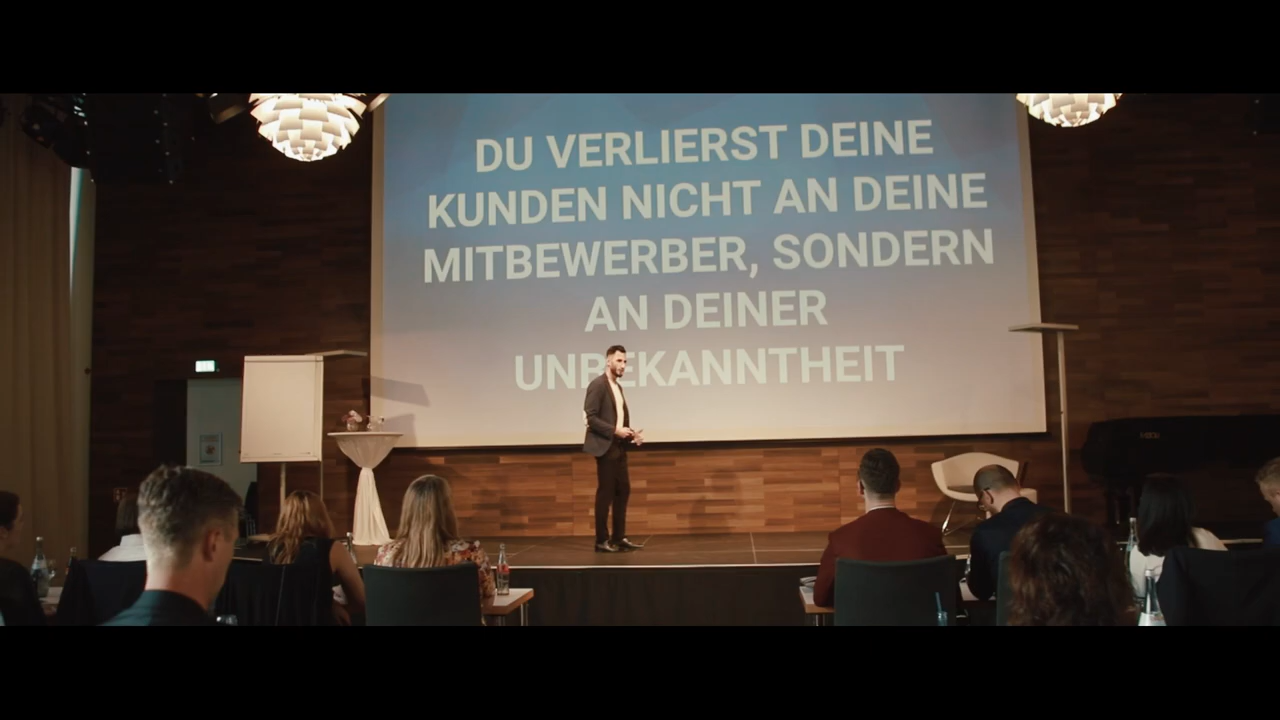 DU VERLIERST DEINE
KUNDEN NICHT AN DEINE
MITBEWERBER, SONDERN
AN DEINER
UNBEKANNTHEIT